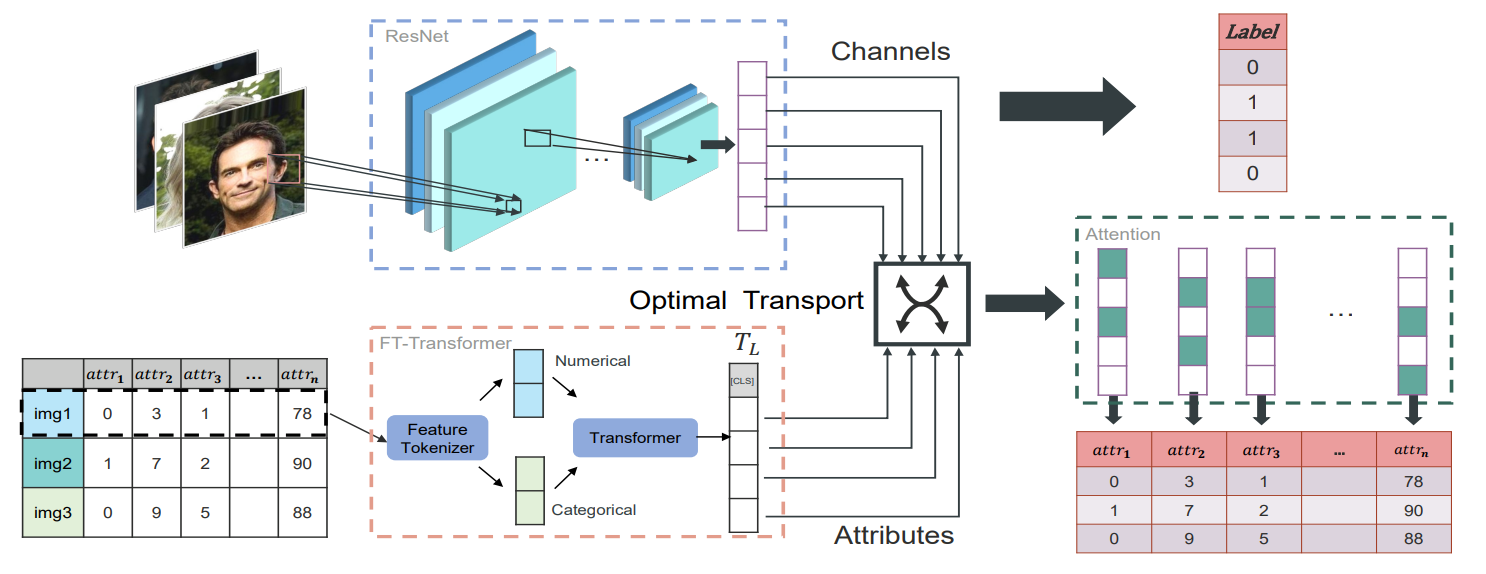 ResNet
Channels
Label
0
1
1
0
Attention
...
Optimal Transport
...
FT-Transformer
T_L
Numerical
[CLS]
attr_1 attr_2 attr_3 ... attr_n
img1 0 3 1 78
img2 1 7 2 90
img3 0 9 5 88
Feature
Tokenizer
Transformer
Categorical
Attributes
attr_1 attr_2 attr_3 ... attr_n
0 3 1 78
1 7 2 90
0 9 5 88